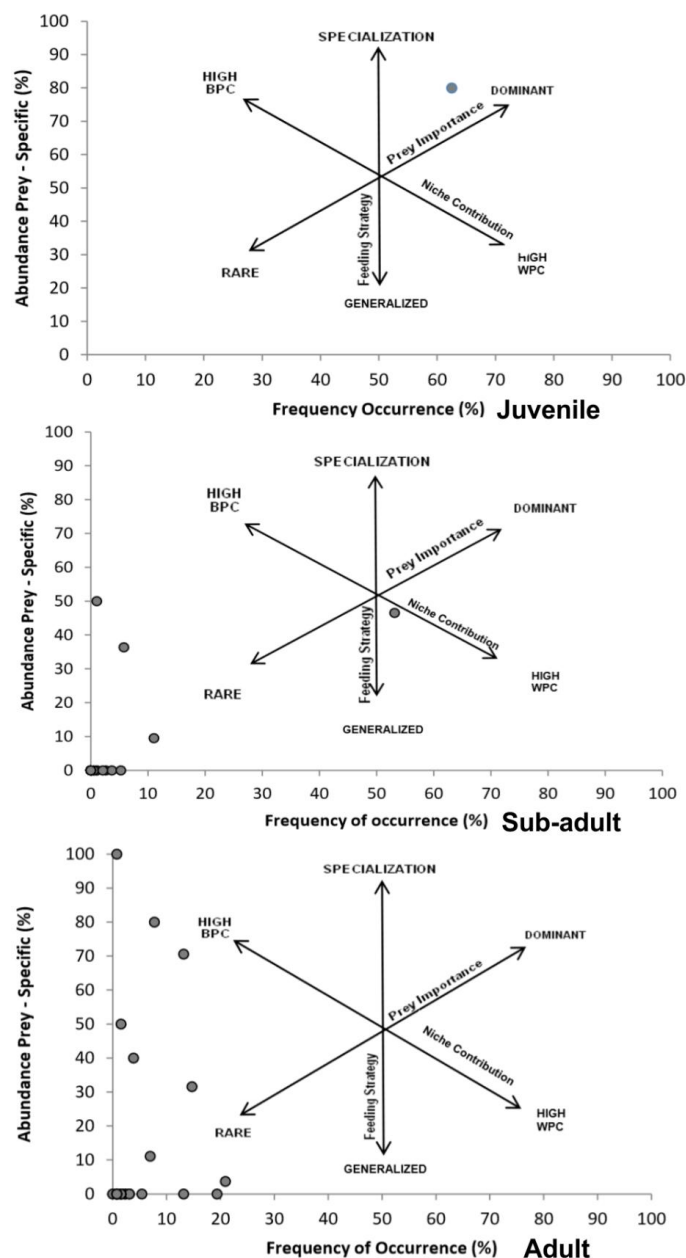 100
90
80
70
60
50
40
30
20
10
0
Abundance Prey - Specific (%)
SPECIALIZATION
HIGH
BPC
DOMINANT
Prey Importance
Niche Contribution
Feeding Strategy
RARE
HIGH
WPC
GENERALIZED
0 10 20 30 40 50 60 70 80 90 100
Frequency Occurrence (%) Juvenile
100
90
80
70
60
50
40
30
20
10
0
Abundance Prey - Specific (%)
SPECIALIZATION
HIGH
BPC
DOMINANT
Prey Importance
Niche Contribution
Feeding Strategy
RARE
HIGH
WPC
GENERALIZED
0 10 20 30 40 50 60 70 80 90 100
Frequency of occurrence (%) Sub-adult
100
90
80
70
60
50
40
30
20
10
0
Abundance Prey - Specific (%)
SPECIALIZATION
HIGH
BPC
DOMINANT
Prey Importance
Niche Contribution
Feeding Strategy
RARE
HIGH
WPC
GENERALIZED
0 10 20 30 40 50 60 70 80 90 100
Frequency of Occurrence (%) Adult